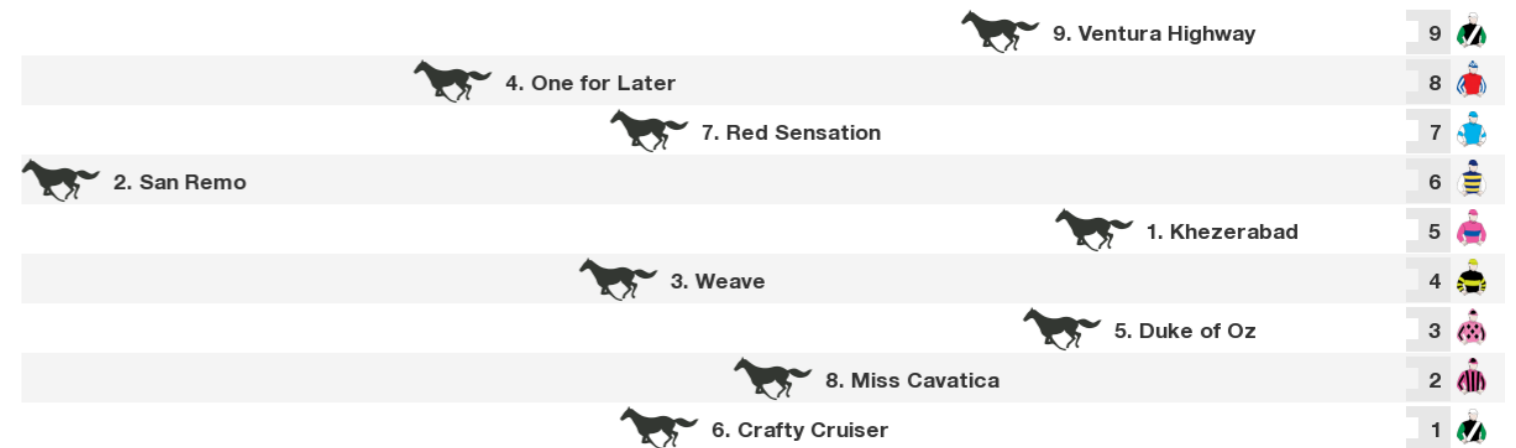 9. Ventura Highway 9
4. One for Later 8
7. Red Sensation 7
2. San Remo 6
1. Khezerabad 5
3. Weave 4
5. Duke of Oz 3
8. Miss Cavatica 2
6. Crafty Cruiser 1